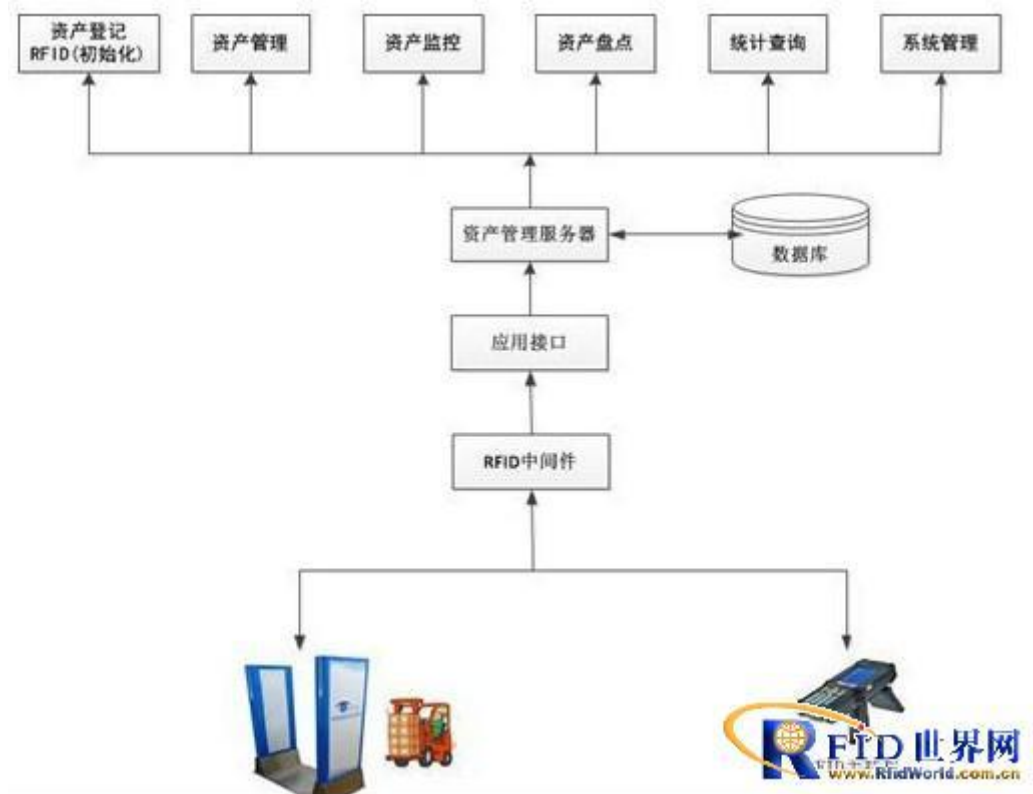 资产登记
RFID(初始化)
资产管理
资产监控
资产盘点
统计查询
系统管理
资产管理服务器
数据库
应用接口
RFID中间件
RFID世界网
www.RfidWorld.com.cn